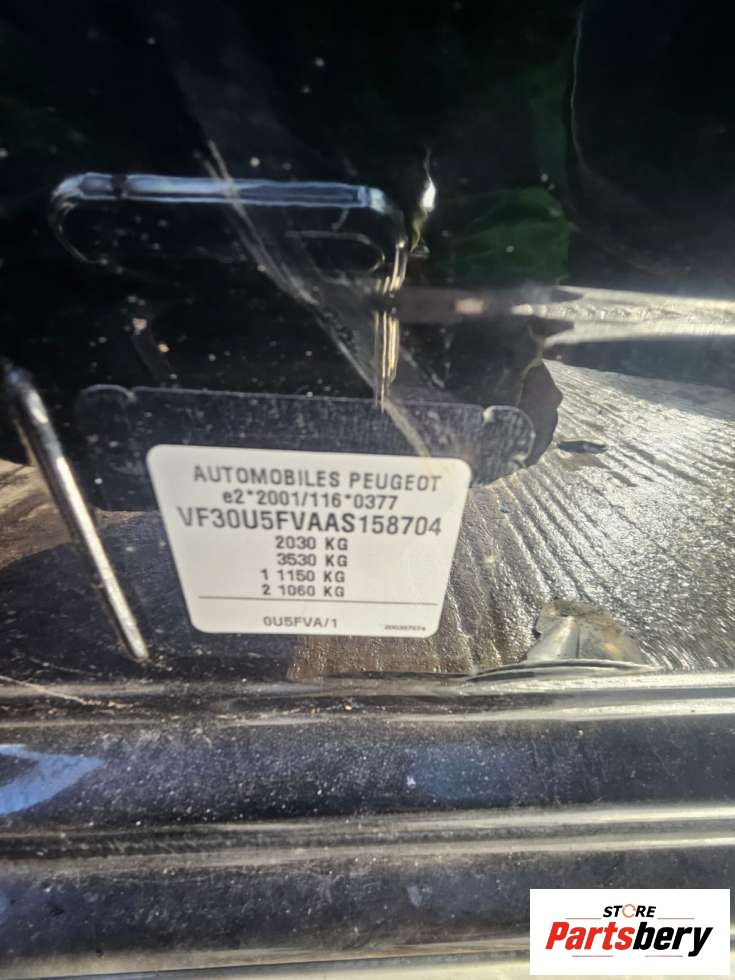 AUTOMOBILES PEUGEOT
e2*2001/116*0377
VF30U5FVAAS158704
2030 KG
3530 KG
1 1150 KG
2 1060 KG
0U5FVA/1
STORE
Partsbery